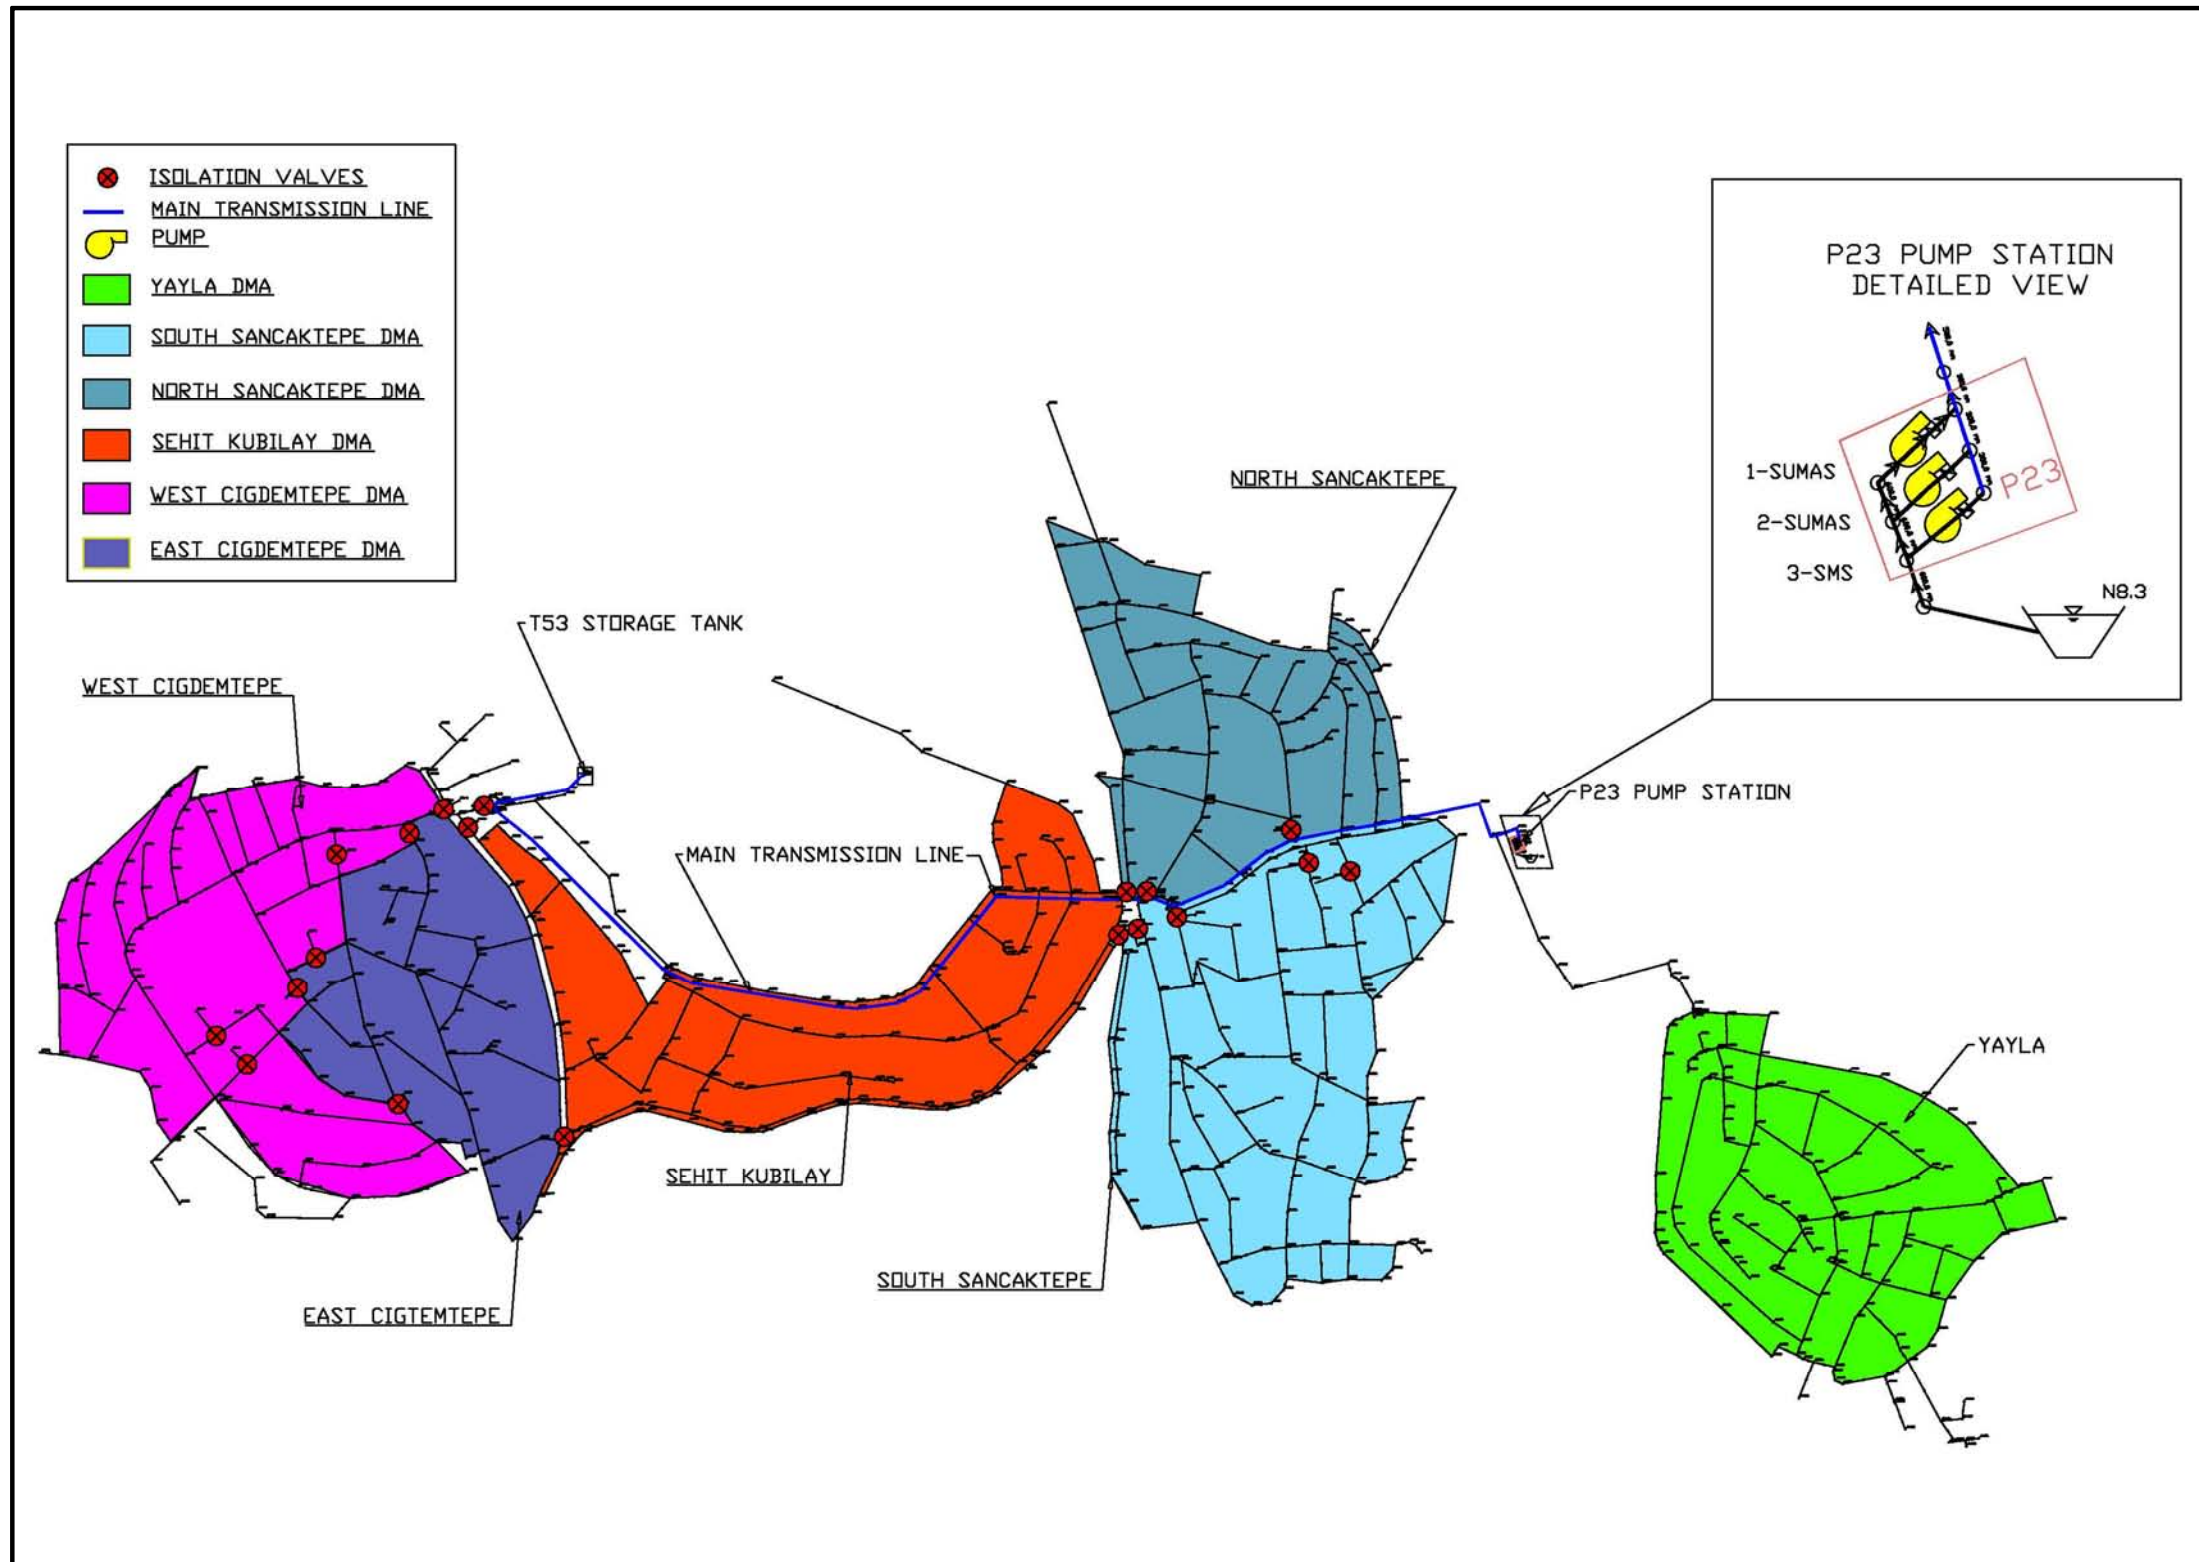 ISOLATION VALVES
MAIN TRANSMISSION LINE
PUMP
YAYLA DMA
SOUTH SANCAKTEPE DMA
NORTH SANCAKTEPE DMA
SEHIT KUBILAY DMA
WEST CIGDEMTEPE DMA
EAST CIGDEMTEPE DMA
P23 PUMP STATION
DETAILED VIEW
1-SUMAS
2-SUMAS
3-SMS
P23
N8.3
NORTH SANCAKTEPE
T53 STORAGE TANK
WEST CIGDEMTEPE
P23 PUMP STATION
MAIN TRANSMISSION LINE
YAYLA
SEHIT KUBILAY
SOUTH SANCAKTEPE
EAST CIGTEMTEPE